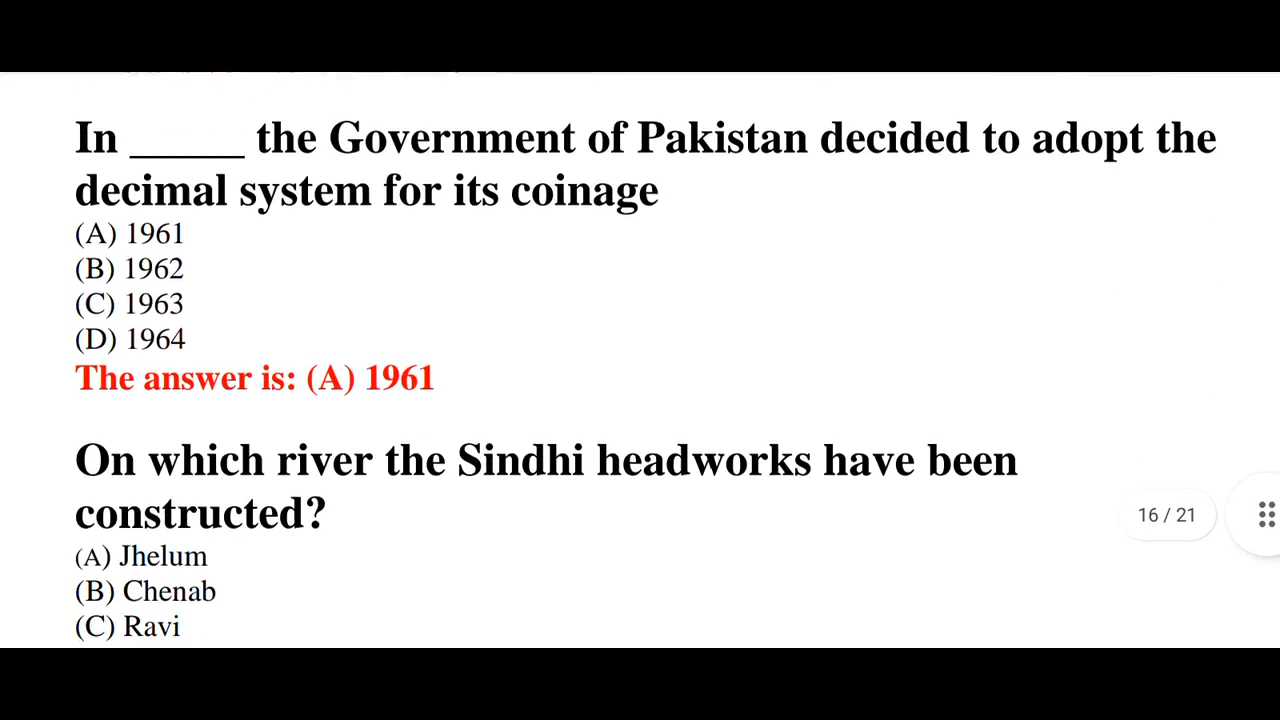 In _____ the Government of Pakistan decided to adopt the
decimal system for its coinage
(A) 1961
(B) 1962
(C) 1963
(D) 1964
The answer is: (A) 1961
On which river the Sindhi headworks have been
constructed?
16 / 21
(A) Jhelum
(B) Chenab
(C) Ravi